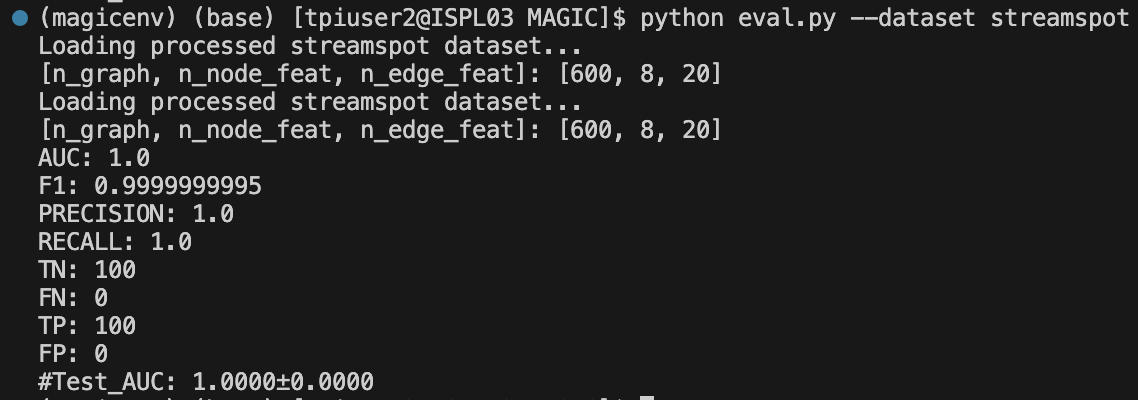 (magicenv) (base) [tpiuser2@ISPL03 MAGIC]$ python eval.py --dataset streamspot
Loading processed streamspot dataset...
[n_graph, n_node_feat, n_edge_feat]: [600, 8, 20]
Loading processed streamspot dataset...
[n_graph, n_node_feat, n_edge_feat]: [600, 8, 20]
AUC: 1.0
F1: 0.9999999995
PRECISION: 1.0
RECALL: 1.0
TN: 100
FN: 0
TP: 100
FP: 0
#Test_AUC: 1.0000±0.0000